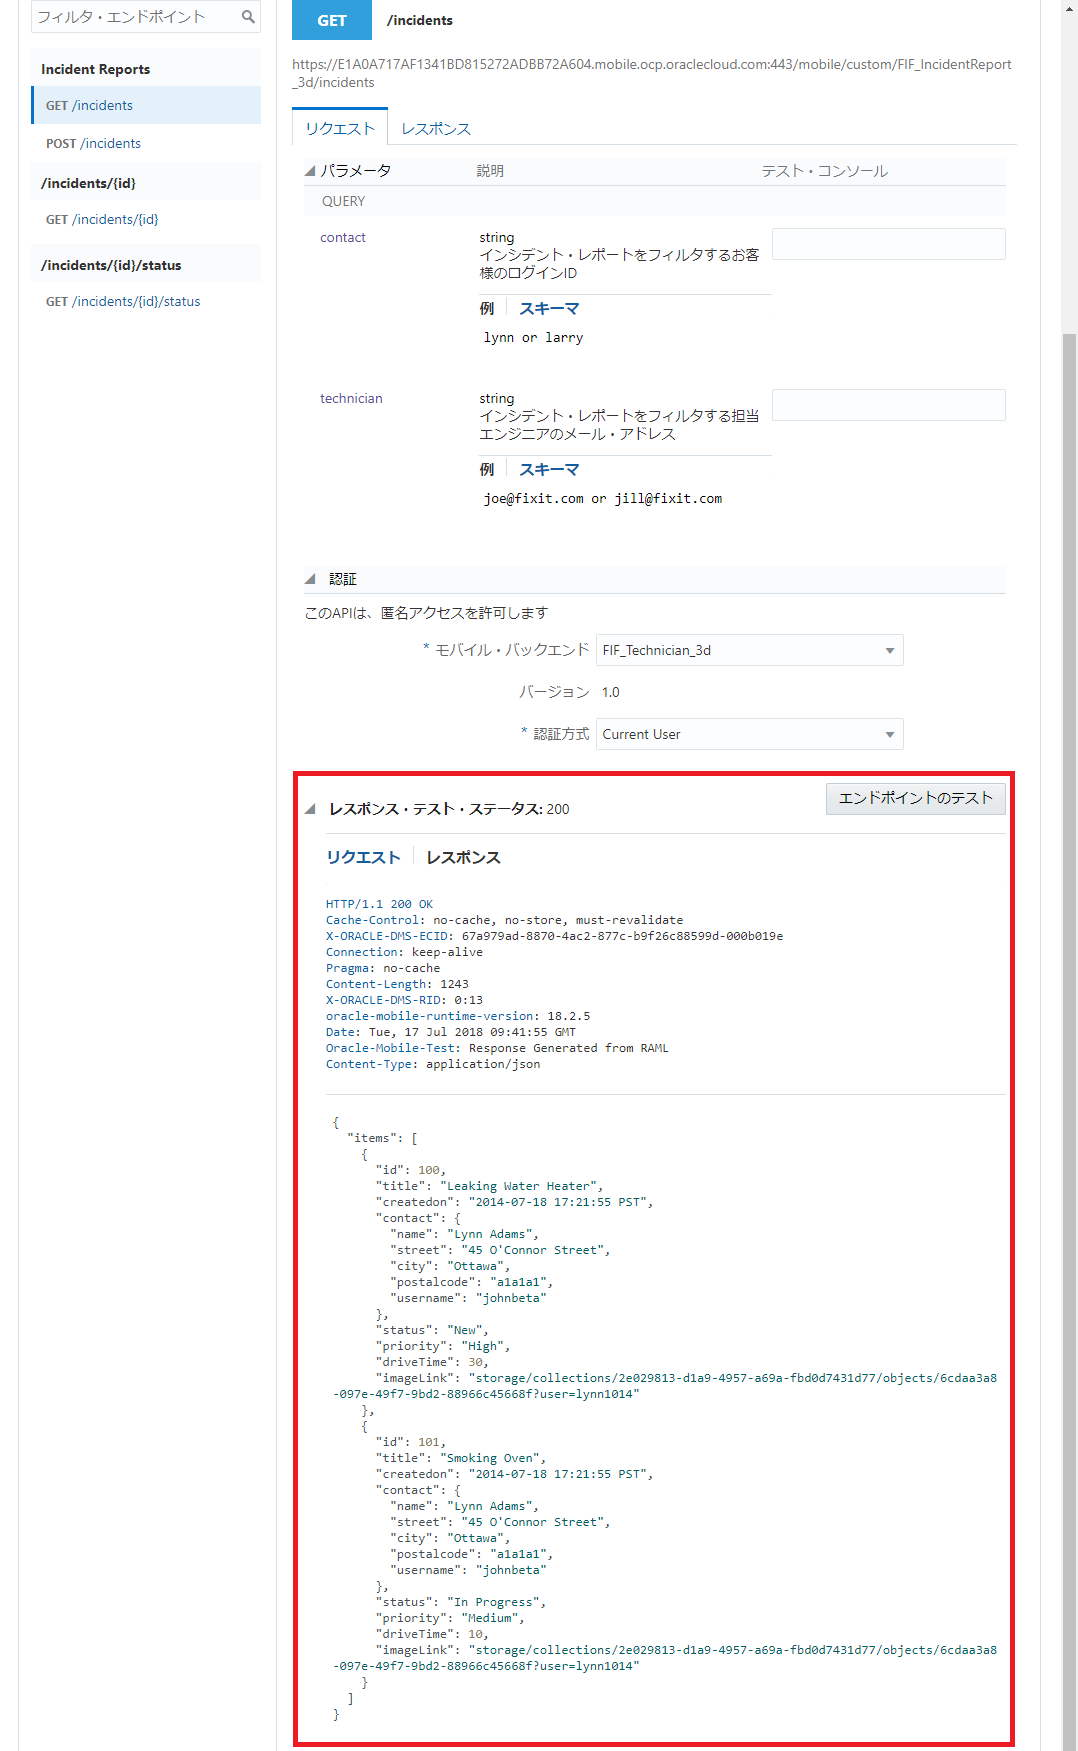 フィルタ・エンドポイント
Incident Reports
GET /incidents
POST /incidents
/incidents/{id}
GET /incidents/{id}
/incidents/{id}/status
GET /incidents/{id}/status
GET /incidents
https://E1A0A717AF1341BD815272ADBB72A604.mobile.ocp.oraclecloud.com:443/mobile/custom/FIF_IncidentReport
_3d/incidents
リクエスト レスポンス
パラメータ 説明 テスト・コンソール
QUERY
contact string
インシデント・レポートをフィルタするお客
様のログインID
例 スキーマ
lynn or larry
technician string
インシデント・レポートをフィルタする担当
エンジニアのメール・アドレス
例 スキーマ
joe@fixit.com or jill@fixit.com
認証
このAPIは、匿名アクセスを許可します
* モバイル・バックエンド FIF_Technician_3d
バージョン 1.0
* 認証方式 Current User
レスポンス・テスト・ステータス: 200 エンドポイントのテスト
リクエスト レスポンス
HTTP/1.1 200 OK
Cache-Control: no-cache, no-store, must-revalidate
X-ORACLE-DMS-ECID: 67a979ad-8870-4ac2-877c-b9f26c88599d-000b019e
Connection: keep-alive
Pragma: no-cache
Content-Length: 1243
X-ORACLE-DMS-RID: 0:13
oracle-mobile-runtime-version: 18.2.5
Date: Tue, 17 Jul 2018 09:41:55 GMT
Oracle-Mobile-Test: Response Generated from RAML
Content-Type: application/json
{
"items": [
{
"id": 100,
"title": "Leaking Water Heater",
"createdon": "2014-07-18 17:21:55 PST",
"contact": {
"name": "Lynn Adams",
"street": "45 O'Connor Street",
"city": "Ottawa",
"postalcode": "a1a1a1",
"username": "johnbeta"
},
"status": "New",
"priority": "High",
"driveTime": 30,
"imageLink": "storage/collections/2e029813-d1a9-4957-a69a-fbd0d7431d77/objects/6cdaa3a8
-097e-49f7-9bd2-88966c45668f?user=lynn1014"
},
{
"id": 101,
"title": "Smoking Oven",
"createdon": "2014-07-18 17:21:55 PST",
"contact": {
"name": "Lynn Adams",
"street": "45 O'Connor Street",
"city": "Ottawa",
"postalcode": "a1a1a1",
"username": "johnbeta"
},
"status": "In Progress",
"priority": "Medium",
"driveTime": 10,
"imageLink": "storage/collections/2e029813-d1a9-4957-a69a-fbd0d7431d77/objects/6cdaa3a8
-097e-49f7-9bd2-88966c45668f?user=lynn1014"
}
]
}